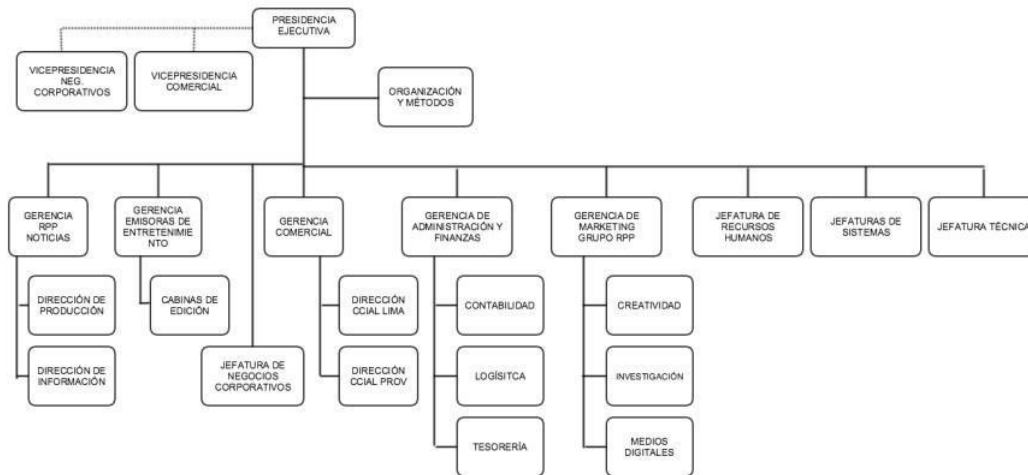 PRESIDENCIA
EJECUTIVA
VICEPRESIDENCIA
NEG.
CORPORATIVOS
VICEPRESIDENCIA
COMERCIAL
ORGANIZACIÓN
Y MÉTODOS
GERENCIA
RPP
NOTICIAS
GERENCIA
EMISORAS DE
ENTRETENIMIE
NTO
GERENCIA
COMERCIAL
GERENCIA DE
ADMINISTRACIÓN Y
FINANZAS
GERENCIA DE
MARKETING
GRUPO RPP
JEFATURA DE
RECURSOS
HUMANOS
JEFATURAS DE
SISTEMAS
JEFATURA TÉCNICA
DIRECCIÓN DE
PRODUCCIÓN
CABINAS DE
EDICIÓN
DIRECCIÓN
CCIAL LIMA
CONTABILIDAD
CREATIVIDAD
DIRECCIÓN DE
INFORMACIÓN
JEFATURA DE
NEGOCIOS
CORPORATIVOS
DIRECCIÓN
CCIAL PROV
LOGÍSITCA
INVESTIGACIÓN
TESORERÍA
MEDIOS
DIGITALES